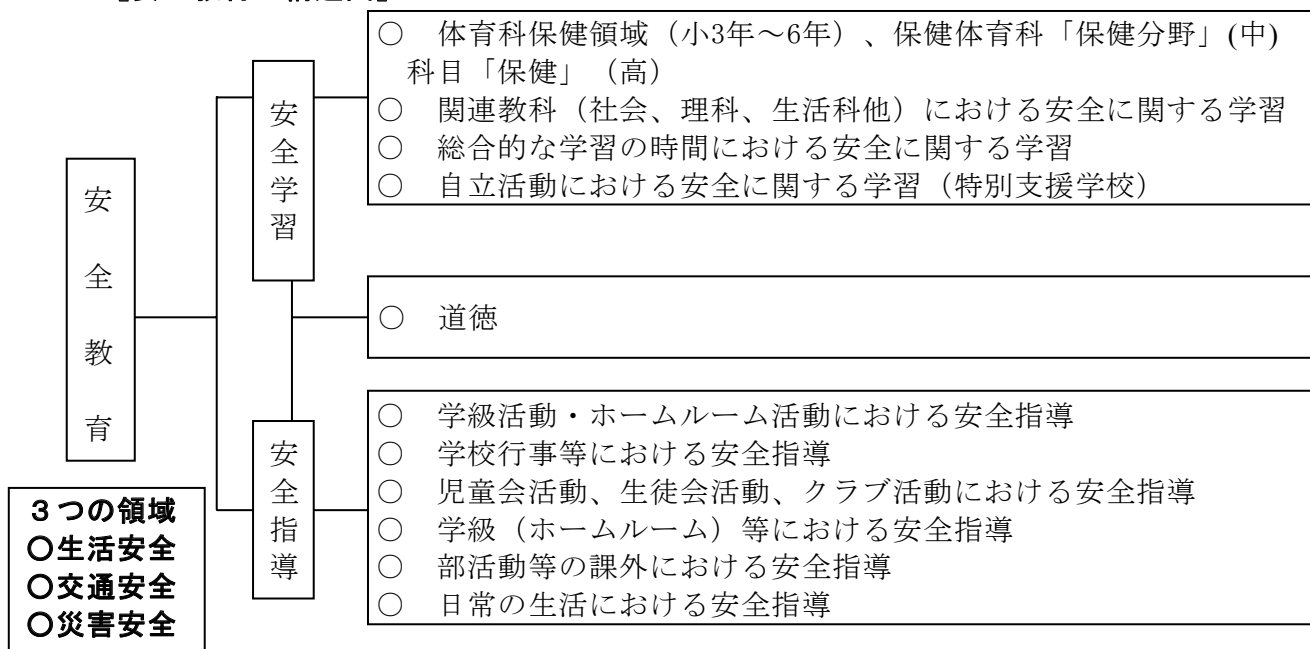 ○ 体育科保健領域（小3年～6年）、保健体育科「保健分野」(中)
科目「保健」（高）
○ 関連教科（社会、理科、生活科他）における安全に関する学習
○ 総合的な学習の時間における安全に関する学習
○ 自立活動における安全に関する学習（特別支援学校）
安全学習
安全教育
○ 道徳
○ 学級活動・ホームルーム活動における安全指導
○ 学校行事等における安全指導
○ 児童会活動、生徒会活動、クラブ活動における安全指導
○ 学級（ホームルーム）等における安全指導
○ 部活動等の課外における安全指導
○ 日常の生活における安全指導
安全指導
３つの領域
○生活安全
○交通安全
○災害安全